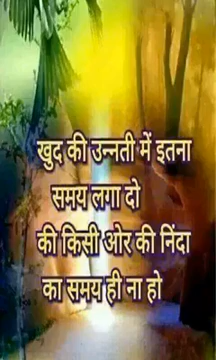 खुद की उन्नती में इतना
समय लगा दो
की किसी ओर की निंदा
का समय ही ना हो